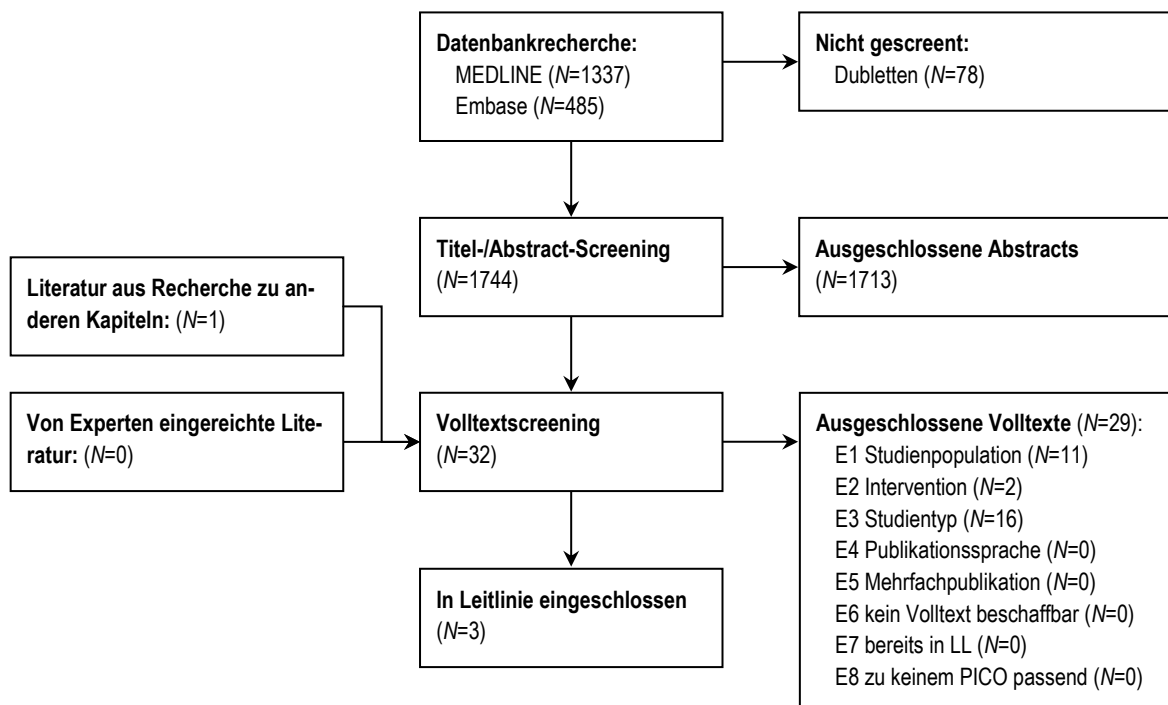 Datenbankrecherche:
MEDLINE (N=1337)
Embase (N=485)
Nicht gescreent:
Dubletten (N=78)
Titel-/Abstract-Screening
(N=1744)
Ausgeschlossene Abstracts
(N=1713)
Literatur aus Recherche zu an-
deren Kapiteln: (N=1)
Von Experten eingereichte Lite-
ratur: (N=0)
Volltextscreening
(N=32)
Ausgeschlossene Volltexte (N=29):
E1 Studienpopulation (N=11)
E2 Intervention (N=2)
E3 Studientyp (N=16)
E4 Publikationssprache (N=0)
E5 Mehrfachpublikation (N=0)
E6 kein Volltext beschaffbar (N=0)
E7 bereits in LL (N=0)
E8 zu keinem PICO passend (N=0)
In Leitlinie eingeschlossen
(N=3)